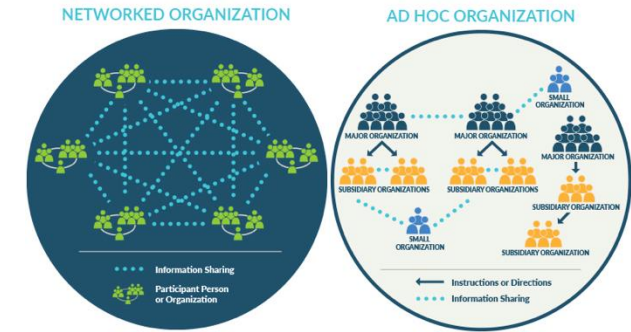 NETWORKED ORGANIZATION
Information Sharing
Participant Person
or Organization
AD HOC ORGANIZATION
SMALL
ORGANIZATION
MAJOR ORGANIZATION
MAJOR ORGANIZATION
MAJOR ORGANIZATION
SUBSIDIARY ORGANIZATIONS
SUBSIDIARY ORGANIZATIONS
SUBSIDIARY ORGANIZATION
SMALL
ORGANIZATION
SUBSIDIARY ORGANIZATION
Instructions or Directions
Information Sharing